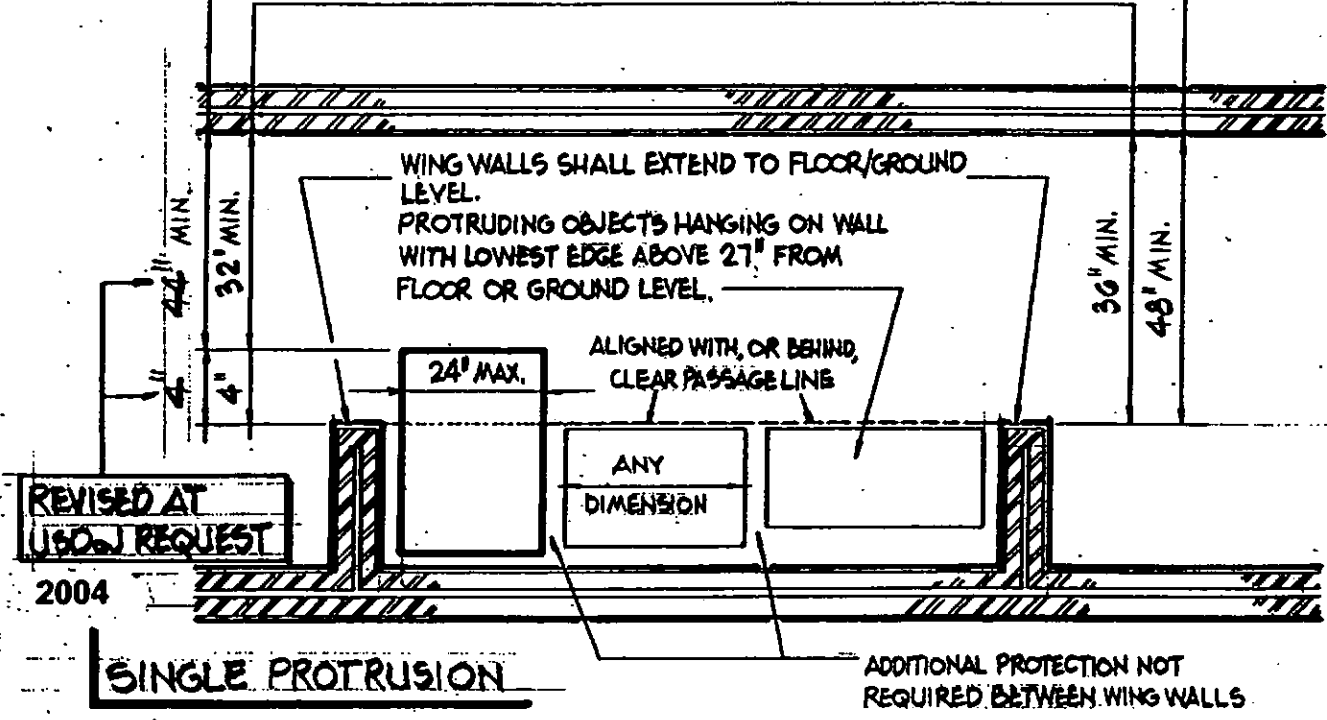 WING WALLS SHALL EXTEND TO FLOOR/GROUND
LEVEL.
PROTRUDING OBJECTS HANGING ON WALL
WITH LOWEST EDGE ABOVE 27" FROM
FLOOR OR GROUND LEVEL.
44" MIN.
32" MIN.
36" MIN.
48" MIN.
4"
4"
24" MAX.
ALIGNED WITH, OR BEHIND,
CLEAR PASSAGE LINE
ANY
DIMENSION
REVISED AT
USDOJ REQUEST
2004
SINGLE PROTRUSION
ADDITIONAL PROTECTION NOT
REQUIRED BETWEEN WING WALLS